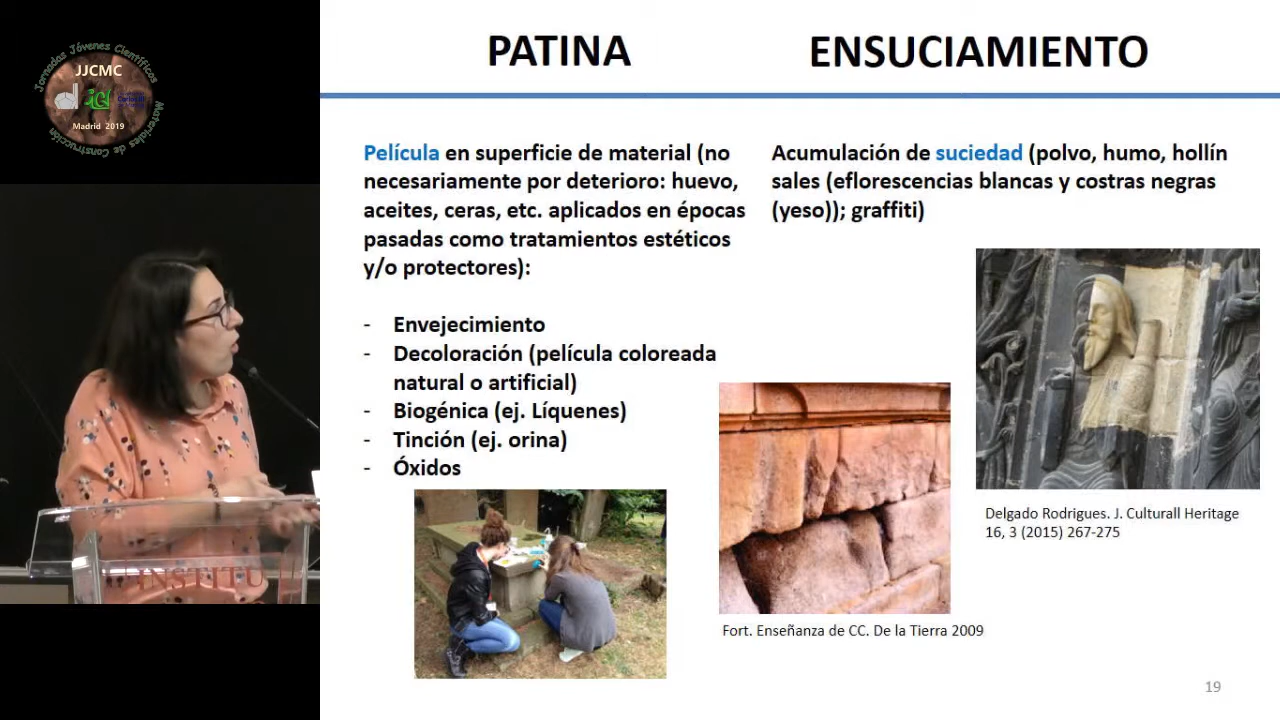 Jornadas Jóvenes Científicos
JJCMC
Madrid 2019
Materiales de Construcción
PATINA
ENSUCIAMIENTO
Película en superficie de material (no
necesariamente por deterioro: huevo,
aceites, ceras, etc. aplicados en épocas
pasadas como tratamientos estéticos
y/o protectores):
- Envejecimiento
- Decoloración (película coloreada
natural o artificial)
- Biogénica (ej. Líquenes)
- Tinción (ej. orina)
- Óxidos
Acumulación de suciedad (polvo, humo, hollín
sales (eflorescencias blancas y costras negras
(yeso)); graffiti)
Delgado Rodrigues. J. Culturall Heritage
16, 3 (2015) 267-275
Fort. Enseñanza de CC. De la Tierra 2009
INSTITU
19